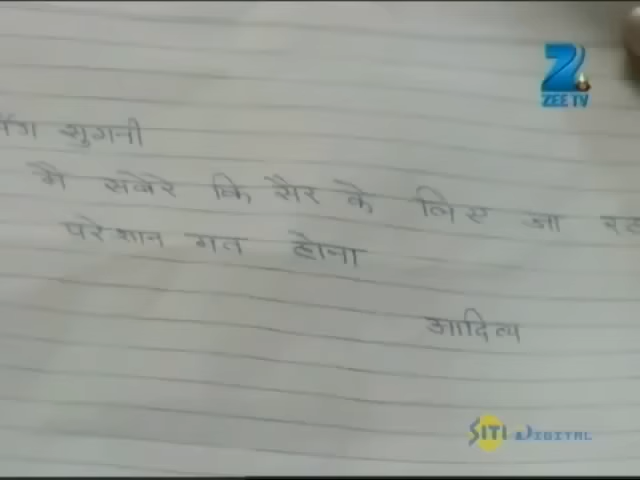 ZEE TV
शुगनी
मै सवेरे कि सैर के लिए जा
परेशान मत होना
आदित्य
SITI DIGITAL